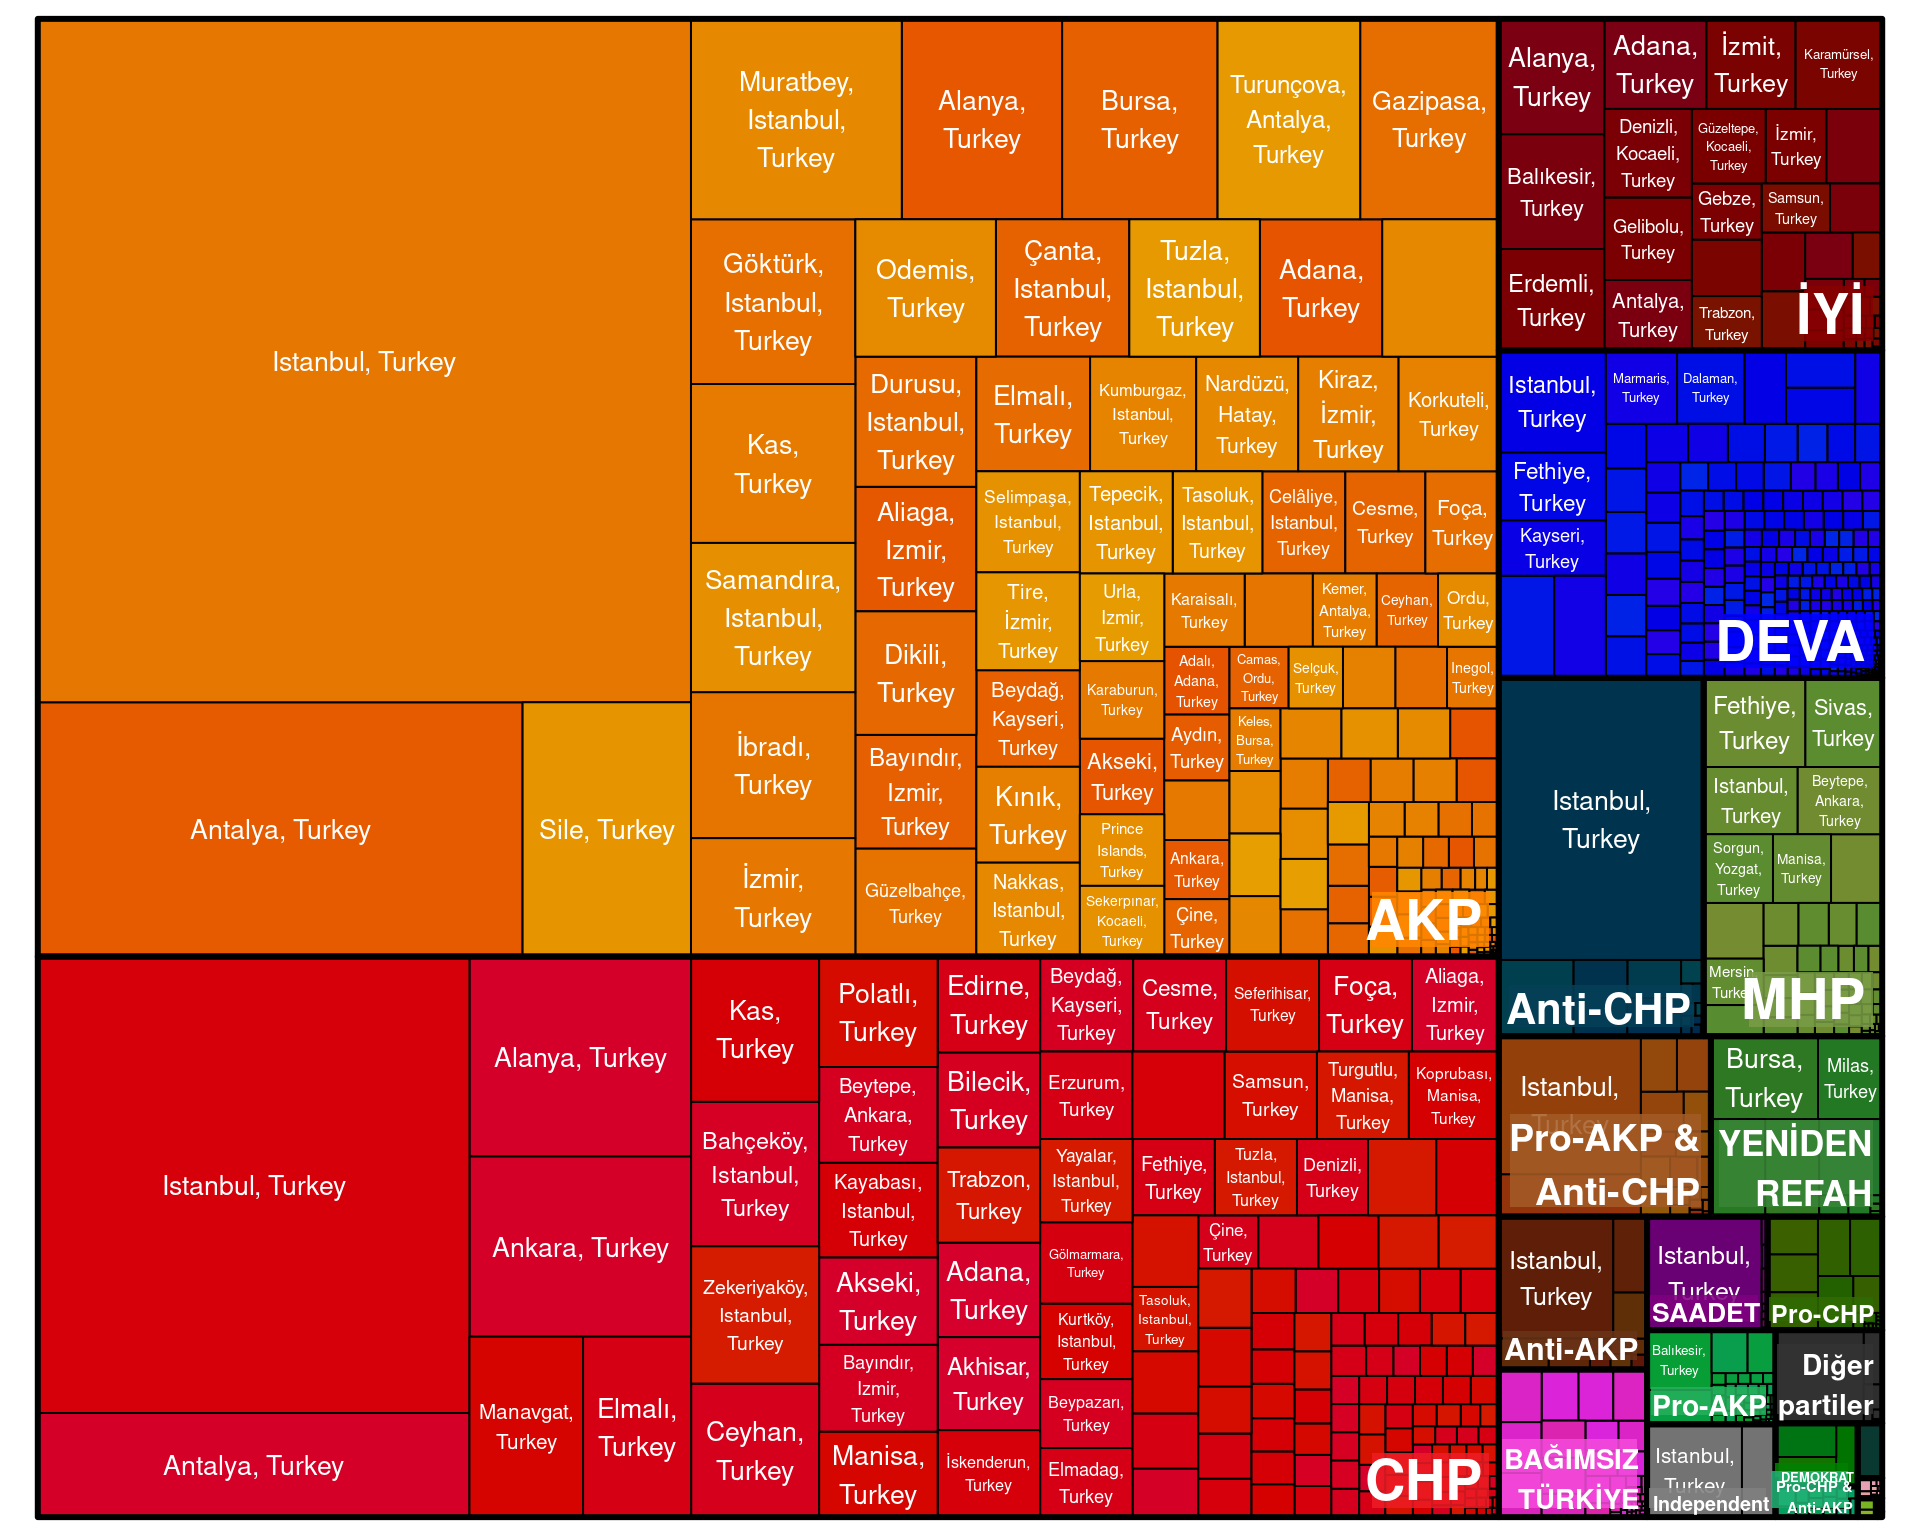 Istanbul, Turkey
Antalya, Turkey
Sile, Turkey
Muratbey,
Istanbul,
Turkey
Alanya,
Turkey
Bursa,
Turkey
Turunçova,
Antalya,
Turkey
Gazipasa,
Turkey
Göktürk,
Istanbul,
Turkey
Kas,
Turkey
Samandıra,
Istanbul,
Turkey
İbradı,
Turkey
İzmir,
Turkey
Odemis,
Turkey
Çanta,
Istanbul,
Turkey
Tuzla,
Istanbul,
Turkey
Adana,
Turkey
Durusu,
Istanbul,
Turkey
Aliaga,
Izmir,
Turkey
Dikili,
Turkey
Bayındır,
Izmir,
Turkey
Güzelbahçe,
Turkey
Elmalı,
Turkey
Kumburgaz,
Istanbul,
Turkey
Nardüzü,
Hatay,
Turkey
Kiraz,
İzmir,
Turkey
Korkuteli,
Turkey
Selimpaşa,
Istanbul,
Turkey
Tepecik,
Istanbul,
Turkey
Tasoluk,
Istanbul,
Turkey
Celâliye,
Istanbul,
Turkey
Cesme,
Turkey
Foça,
Turkey
Tire,
İzmir,
Turkey
Beydağ,
Kayseri,
Turkey
Kınık,
Turkey
Nakkas,
Istanbul,
Turkey
Urla,
Izmir,
Turkey
Karaburun,
Turkey
Akseki,
Turkey
Prince
Islands,
Turkey
Sekerpınar,
Kocaeli,
Turkey
Karaisalı,
Turkey
Kemer,
Antalya,
Turkey
Ceyhan,
Turkey
Ordu,
Turkey
Adalı,
Adana,
Turkey
Camas,
Ordu,
Turkey
Selçuk,
Turkey
Inegol,
Turkey
Aydın,
Turkey
Keles,
Bursa,
Turkey
Ankara,
Turkey
Çine,
Turkey
AKP
Istanbul, Turkey
Antalya, Turkey
Alanya, Turkey
Ankara, Turkey
Manavgat,
Turkey
Elmalı,
Turkey
Kas,
Turkey
Bahçeköy,
Istanbul,
Turkey
Zekeriyaköy,
Istanbul,
Turkey
Ceyhan,
Turkey
Polatlı,
Turkey
Beytepe,
Ankara,
Turkey
Kayabası,
Istanbul,
Turkey
Akseki,
Turkey
Bayındır,
Izmir,
Turkey
Manisa,
Turkey
Edirne,
Turkey
Bilecik,
Turkey
Trabzon,
Turkey
Adana,
Turkey
Akhisar,
Turkey
İskenderun,
Turkey
Beydağ,
Kayseri,
Turkey
Erzurum,
Turkey
Yayalar,
Istanbul,
Turkey
Gölmarmara,
Turkey
Kurtköy,
Istanbul,
Turkey
Beypazarı,
Turkey
Elmadag,
Turkey
Cesme,
Turkey
Seferihisar,
Turkey
Foça,
Turkey
Aliaga,
Izmir,
Turkey
Samsun,
Turkey
Turgutlu,
Manisa,
Turkey
Koprubası,
Manisa,
Turkey
Fethiye,
Turkey
Tuzla,
Istanbul,
Turkey
Denizli,
Turkey
Çine,
Turkey
Tasoluk,
Istanbul,
Turkey
CHP
Alanya,
Turkey
Balıkesir,
Turkey
Erdemli,
Turkey
Adana,
Turkey
İzmit,
Turkey
Karamürsel,
Turkey
Denizli,
Kocaeli,
Turkey
Güzeltepe,
Kocaeli,
Turkey
İzmir,
Turkey
Gelibolu,
Turkey
Gebze,
Turkey
Samsun,
Turkey
Antalya,
Turkey
Trabzon,
Turkey
İYİ
Istanbul,
Turkey
Fethiye,
Turkey
Kayseri,
Turkey
Marmaris,
Turkey
Dalaman,
Turkey
DEVA
Istanbul,
Turkey
Anti-CHP
Fethiye,
Turkey
Sivas,
Turkey
Istanbul,
Turkey
Beytepe,
Ankara,
Turkey
Sorgun,
Yozgat,
Turkey
Manisa,
Turkey
Mersin,
Turkey
MHP
Istanbul,
Turkey
Pro-AKP &
Anti-CHP
Bursa,
Turkey
Milas,
Turkey
YENİDEN
REFAH
Istanbul,
Turkey
Anti-AKP
Istanbul,
Turkey
SAADET
Pro-CHP
Balıkesir,
Turkey
Pro-AKP
Diğer
partiler
BAĞIMSIZ
TÜRKİYE
Istanbul,
Turkey
Independent
DEMOKRAT
Pro-CHP &
Anti-AKP